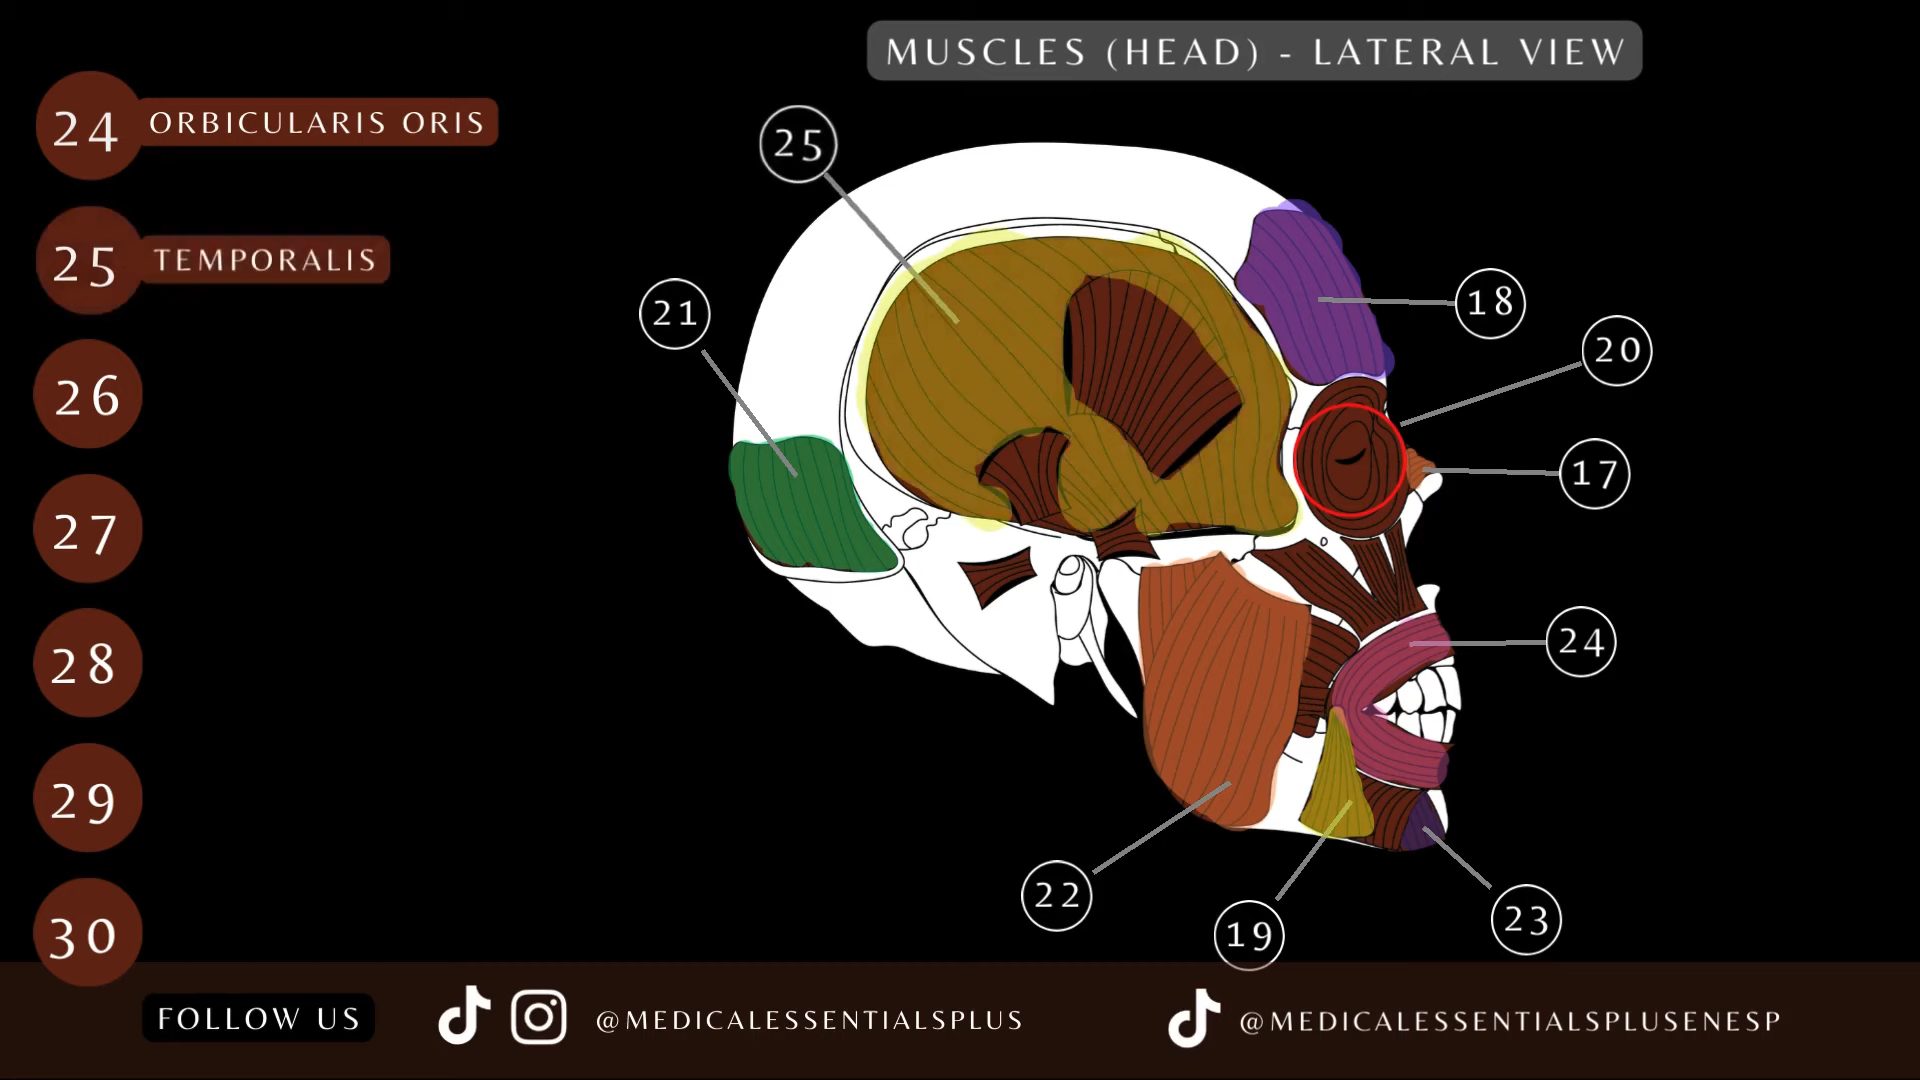 MUSCLES (HEAD) - LATERAL VIEW
24 ORBICULARIS ORIS
25 TEMPORALIS
26
27
28
29
30
25
21
18
20
17
24
22
19
23
FOLLOW US
@MEDICALESSENTIALSPLUS
@MEDICALESSENTIALSPLUSENESP